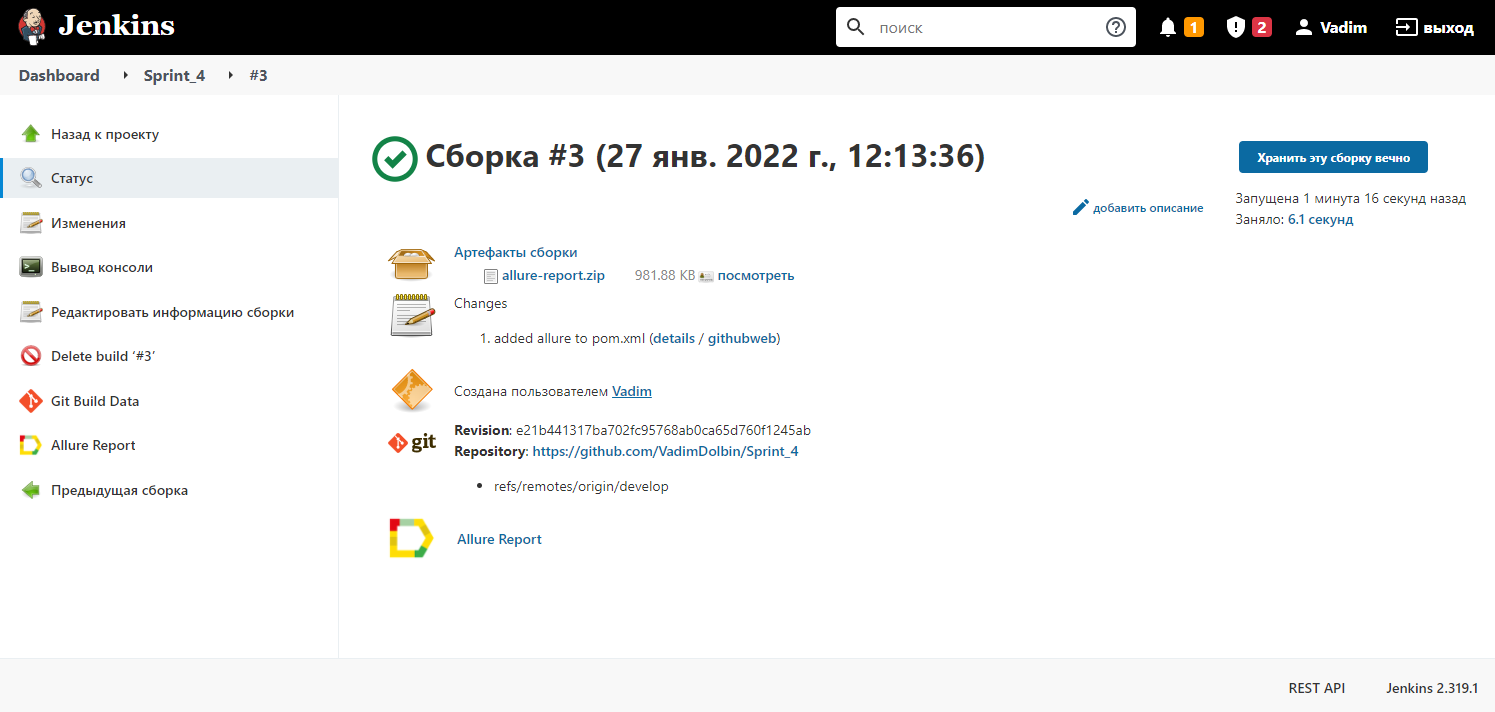 Jenkins
поиск
1
2
Vadim
выход
Dashboard
Sprint_4
#3
Назад к проекту
Статус
Изменения
Вывод консоли
Редактировать информацию сборки
Delete build ‘#3’
Git Build Data
Allure Report
Предыдущая сборка
Сборка #3 (27 янв. 2022 г., 12:13:36)
Хранить эту сборку вечно
добавить описание
Запущена 1 минута 16 секунд назад
Заняло: 6.1 секунд
Артефакты сборки
allure-report.zip 981.88 KB посмотреть
Changes
1. added allure to pom.xml (details / githubweb)
Создана пользователем Vadim
git
Revision: e21b441317ba702fc95768ab0ca65d760f1245ab
Repository: https://github.com/VadimDolbin/Sprint_4
• refs/remotes/origin/develop
Allure Report
REST API
Jenkins 2.319.1